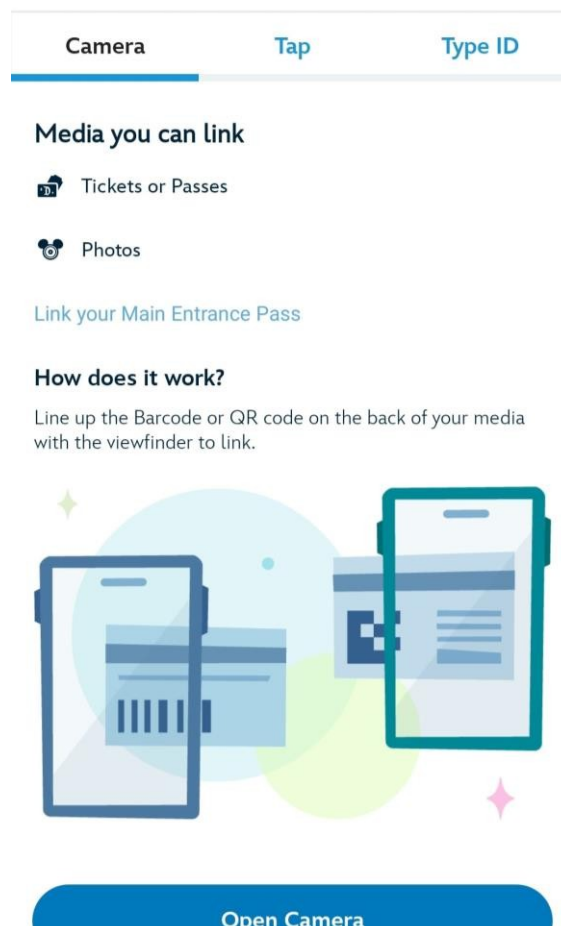 Camera Tap Type ID
Media you can link
Tickets or Passes
Photos
Link your Main Entrance Pass
How does it work?
Line up the Barcode or QR code on the back of your media
with the viewfinder to link.
Open Camera